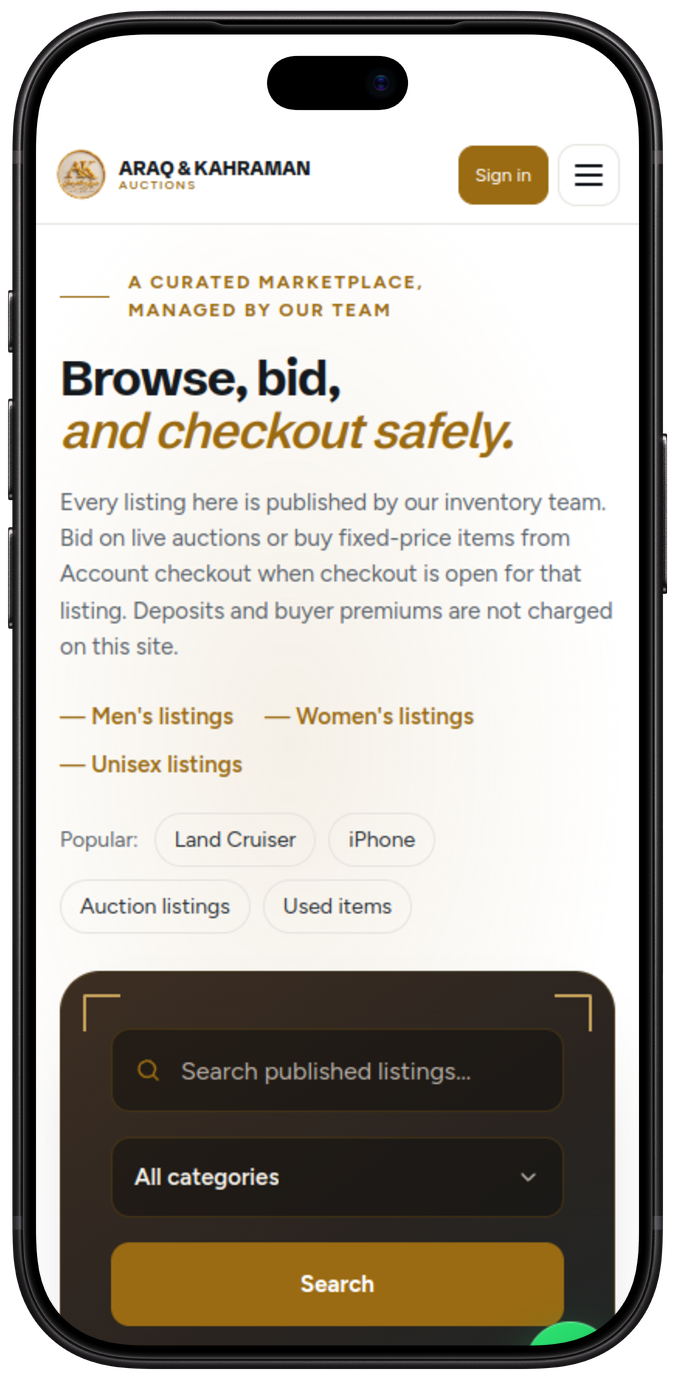 AK
ARAQ & KAHRAMAN
AUCTIONS
Sign in
A CURATED MARKETPLACE,
MANAGED BY OUR TEAM
Browse, bid,
and checkout safely.
Every listing here is published by our inventory team.
Bid on live auctions or buy fixed-price items from
Account checkout when checkout is open for that
listing. Deposits and buyer premiums are not charged
on this site.
— Men's listings — Women's listings
— Unisex listings
Popular: Land Cruiser iPhone
Auction listings Used items
Search published listings...
All categories
Search